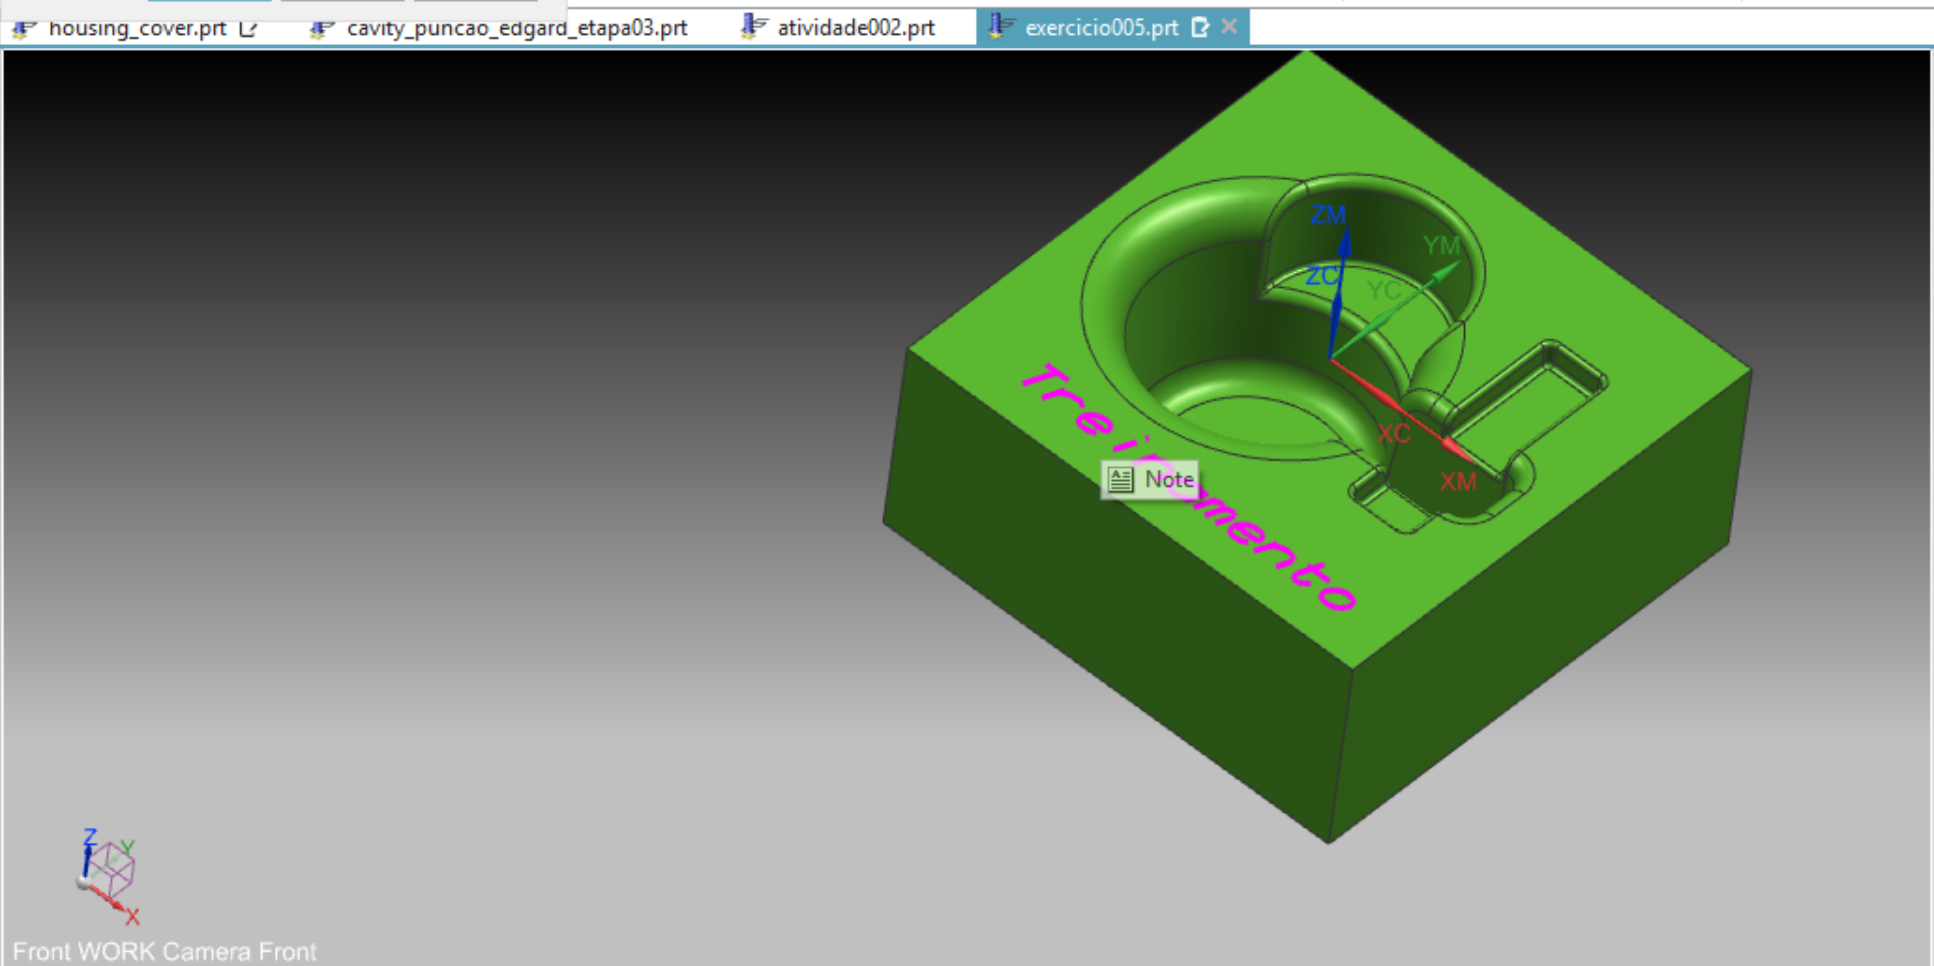 housing_cover.prt
cavity_puncao_edgard_etapa03.prt
atividade002.prt
exercicio005.prt
ZM
YM
ZC
YC
XC
XM
Treinamento
Note
Z
Y
X
Front WORK Camera Front